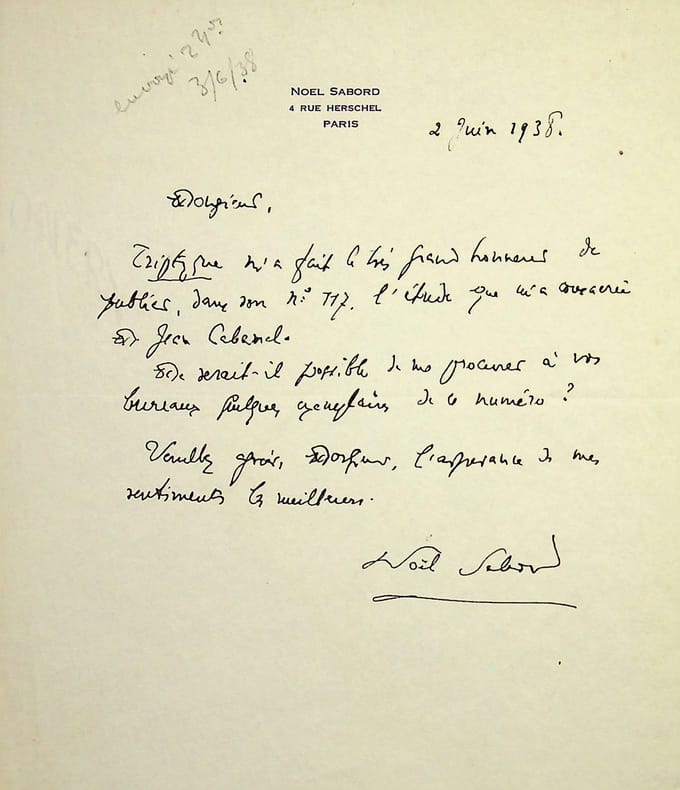 envoyé 2 nos
3/6/38
NOEL SABORD
4 RUE HERSCHEL
PARIS
2 Juin 1938.
Monsieur,
Triptyque m'a fait le très grand honneur de
publier, dans son n° 117, l'étude que m'a consacrée
M. Jean Cabanel.
Me serait-il possible de me procurer à vos
bureaux quelques exemplaires de ce numéro ?
Veuillez agréer, Monsieur, l'assurance de mes
sentiments les meilleurs.
Noël Sabord